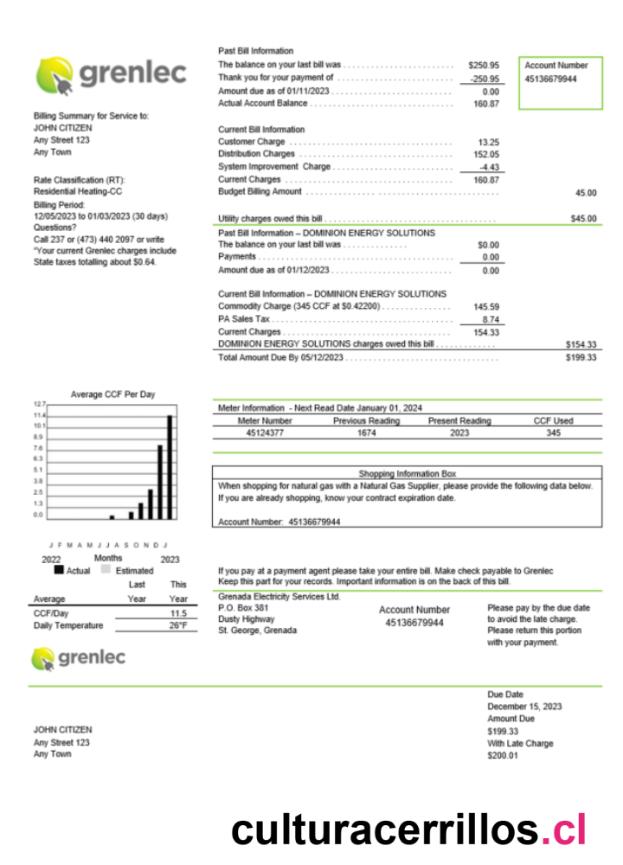 grenlec
Billing Summary for Service to:
JOHN CITIZEN
Any Street 123
Any Town
Rate Classification (RT):
Residential Heating-CC
Billing Period:
12/05/2023 to 01/03/2023 (30 days)
Questions?
Call 237 or (473) 440 2097 or write
"Your current Grenlec charges include
State taxes totalling about $0.64.
Past Bill Information
The balance on your last bill was $250.95
Thank you for your payment of -250.95
Amount due as of 01/11/2023 0.00
Actual Account Balance 160.87
Account Number
45136679944
Current Bill Information
Customer Charge 13.25
Distribution Charges 152.05
System Improvement Charge -4.43
Current Charges 160.87
Budget Billing Amount 45.00
Utility charges owed this bill $45.00
Past Bill Information – DOMINION ENERGY SOLUTIONS
The balance on your last bill was $0.00
Payments 0.00
Amount due as of 01/12/2023 0.00
Current Bill Information – DOMINION ENERGY SOLUTIONS
Commodity Charge (345 CCF at $0.42200) 145.59
PA Sales Tax 8.74
Current Charges 154.33
DOMINION ENERGY SOLUTIONS charges owed this bill $154.33
Total Amount Due By 05/12/2023 $199.33
Average CCF Per Day
12.7
11.4
10.1
8.9
7.6
6.3
5.1
3.8
2.5
1.3
0.0
J F M A M J J A S O N D J
2022 Months 2023
Actual Estimated
Last This
Average Year Year
CCF/Day 11.5
Daily Temperature 26°F
Meter Information - Next Read Date January 01, 2024
Meter Number Previous Reading Present Reading CCF Used
45124377 1674 2023 345
Shopping Information Box
When shopping for natural gas with a Natural Gas Supplier, please provide the following data below.
If you are already shopping, know your contract expiration date.
Account Number: 45136679944
If you pay at a payment agent please take your entire bill. Make check payable to Grenlec
Keep this part for your records. Important information is on the back of this bill.
Grenada Electricity Services Ltd.
P.O. Box 381
Dusty Highway
St. George, Grenada
Account Number
45136679944
Please pay by the due date
to avoid the late charge.
Please return this portion
with your payment.
grenlec
JOHN CITIZEN
Any Street 123
Any Town
Due Date
December 15, 2023
Amount Due
$199.33
With Late Charge
$200.01
culturacerrillos.cl